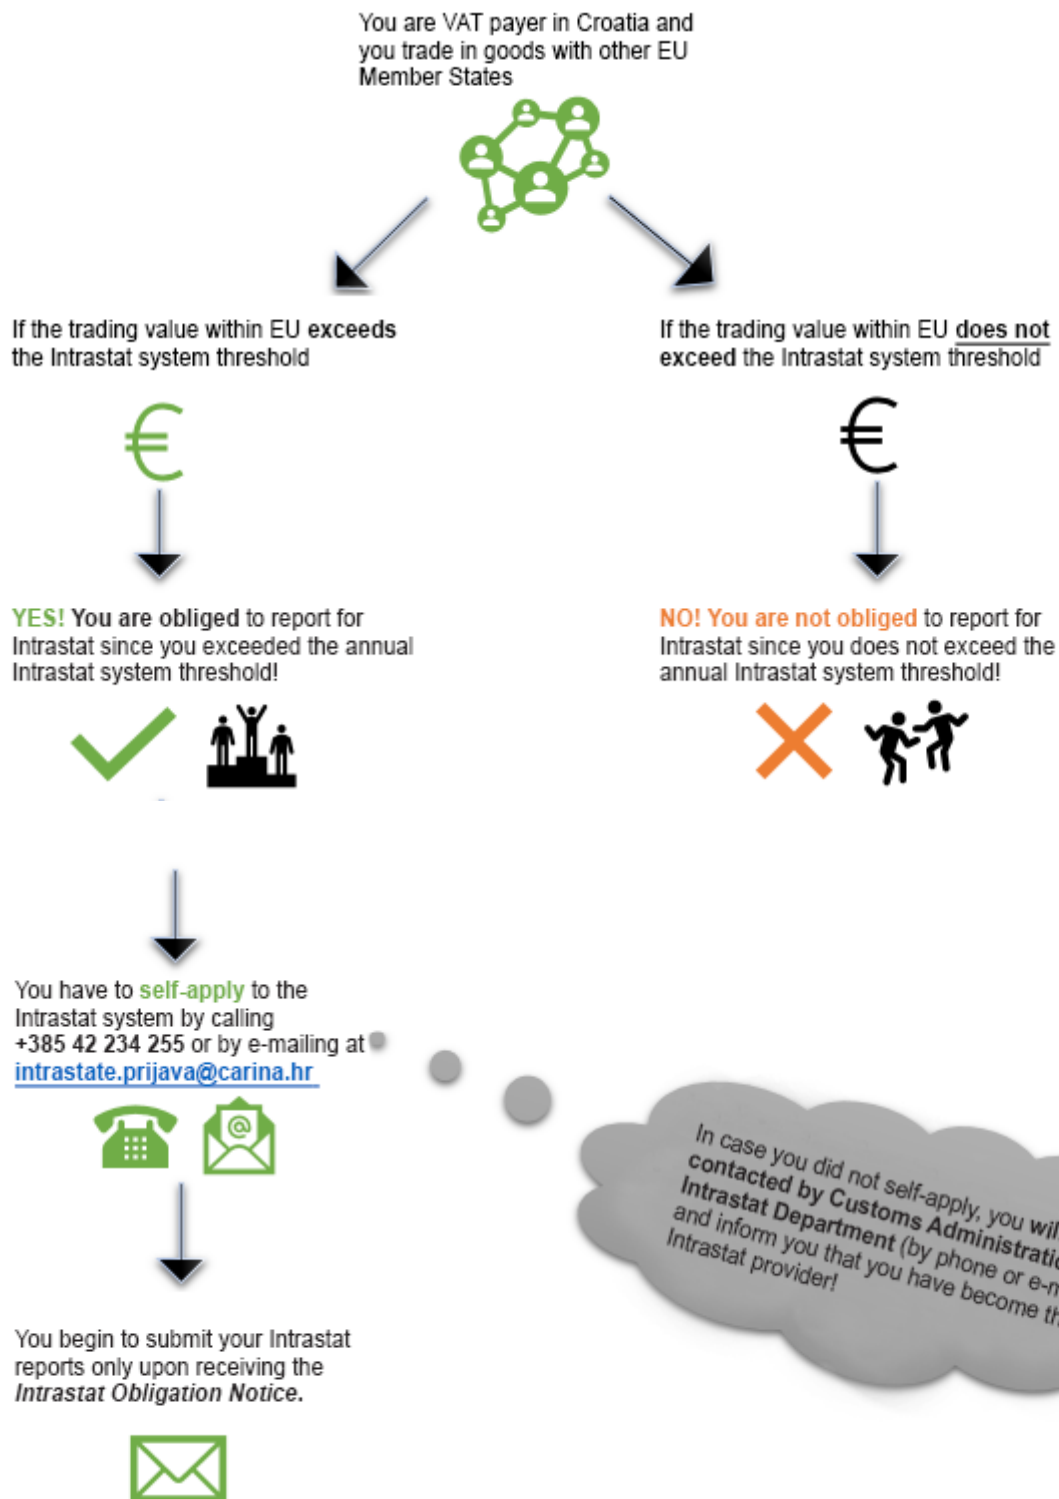 You are VAT payer in Croatia and
you trade in goods with other EU
Member States
If the trading value within EU exceeds
the Intrastat system threshold
If the trading value within EU does not
exceed the Intrastat system threshold
€
€
YES! You are obliged to report for
Intrastat since you exceeded the annual
Intrastat system threshold!
NO! You are not obliged to report for
Intrastat since you does not exceed the
annual Intrastat system threshold!
You have to self-apply to the
Intrastat system by calling
+385 42 234 255 or by e-mailing at
intrastate.prijava@carina.hr
@
In case you did not self-apply, you
contacted by Customs
Intrastat Department (by phone or
and inform you that you have become
Intrastat provider!
You begin to submit your Intrastat
reports only upon receiving the
Intrastat Obligation Notice.